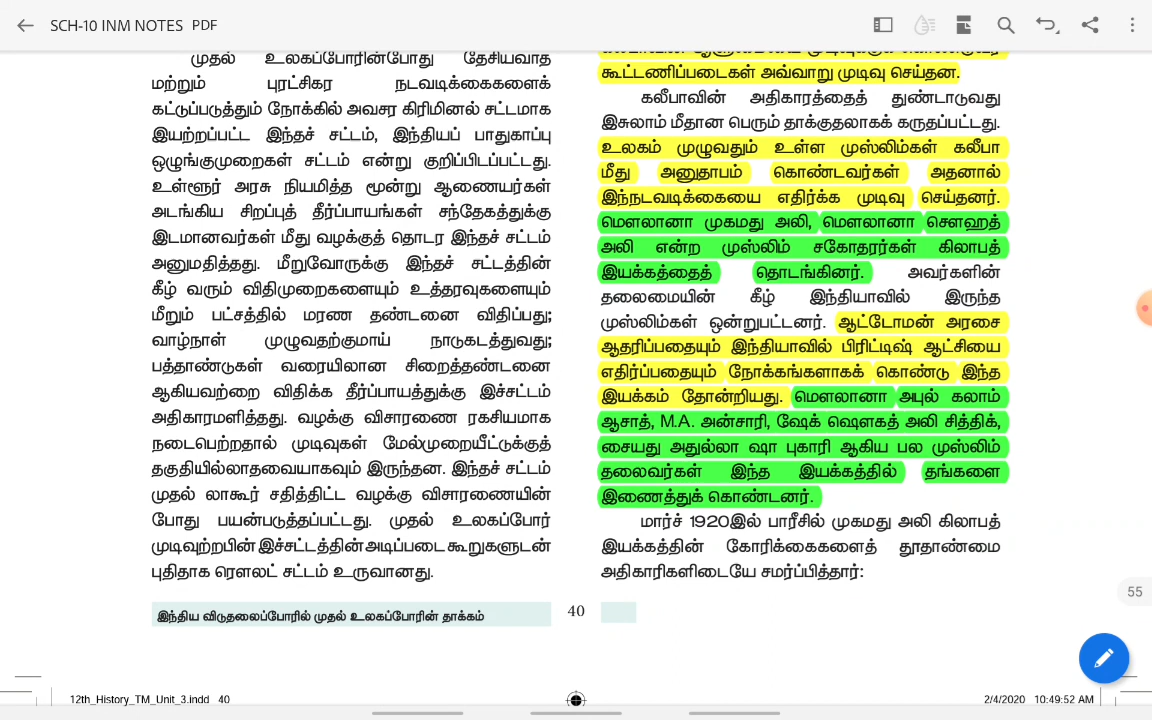 SCH-10 INM NOTES PDF
முதல் உலகப்போரின்போது தேசியவாத
மற்றும் புரட்சிகர நடவடிக்கைகளைக்
கட்டுப்படுத்தும் நோக்கில் அவசர கிரிமினல் சட்டமாக
இயற்றப்பட்ட இந்தச் சட்டம், இந்தியப் பாதுகாப்பு
ஒழுங்குமுறைகள் சட்டம் என்று குறிப்பிடப்பட்டது.
உள்ளூர் அரசு நியமித்த மூன்று ஆணையர்கள்
அடங்கிய சிறப்புத் தீர்ப்பாயங்கள் சந்தேகத்துக்கு
இடமானவர்கள் மீது வழக்குத் தொடர இந்தச் சட்டம்
அனுமதித்தது. மீறுவோருக்கு இந்தச் சட்டத்தின்
கீழ் வரும் விதிமுறைகளையும் உத்தரவுகளையும்
மீறும் பட்சத்தில் மரண தண்டனை விதிப்பது;
வாழ்நாள் முழுவதற்குமாய் நாடுகடத்துவது;
பத்தாண்டுகள் வரையிலான சிறைத்தண்டனை
ஆகியவற்றை விதிக்க தீர்ப்பாயத்துக்கு இச்சட்டம்
அதிகாரமளித்தது. வழக்கு விசாரணை ரகசியமாக
நடைபெற்றதால் முடிவுகள் மேல்முறையீட்டுக்குத்
தகுதியில்லாதவையாகவும் இருந்தன. இந்தச் சட்டம்
முதல் லாகூர் சதித்திட்ட வழக்கு விசாரணையின்
போது பயன்படுத்தப்பட்டது. முதல் உலகப்போர்
முடிவுற்றபின் இச்சட்டத்தின் அடிப்படை கூறுகளுடன்
புதிதாக ரௌலட் சட்டம் உருவானது.
கூட்டணிப்படைகள் அவ்வாறு முடிவு செய்தன.
கலீபாவின் அதிகாரத்தைத் துண்டாடுவது
இசுலாம் மீதான பெரும் தாக்குதலாகக் கருதப்பட்டது.
உலகம் முழுவதும் உள்ள முஸ்லிம்கள் கலீபா
மீது அனுதாபம் கொண்டவர்கள் அதனால்
இந்நடவடிக்கையை எதிர்க்க முடிவு செய்தனர்.
மௌலானா முகமது அலி, மௌலானா சௌஹத்
அலி என்ற முஸ்லிம் சகோதரர்கள் கிலாபத்
இயக்கத்தைத் தொடங்கினர். அவர்களின்
தலைமையின் கீழ் இந்தியாவில் இருந்த
முஸ்லிம்கள் ஒன்றுபட்டனர். ஆட்டோமன் அரசை
ஆதரிப்பதையும் இந்தியாவில் பிரிட்டிஷ் ஆட்சியை
எதிர்ப்பதையும் நோக்கங்களாகக் கொண்டு இந்த
இயக்கம் தோன்றியது. மௌலானா அபுல் கலாம்
ஆசாத், M.A. அன்சாரி, ஷேக் ஷௌகத் அலி சித்திக்,
சையது அதுல்லா ஷா புகாரி ஆகிய பல முஸ்லிம்
தலைவர்கள் இந்த இயக்கத்தில் தங்களை
இணைத்துக் கொண்டனர்.
மார்ச் 1920இல் பாரீசில் முகமது அலி கிலாபத்
இயக்கத்தின் கோரிக்கைகளைத் தூதாண்மை
அதிகாரிகளிடையே சமர்ப்பித்தார்:
55
இந்திய விடுதலைப்போரில் முதல் உலகப்போரின் தாக்கம் 40
12th_History_TM_Unit_3.indd 40 2/4/2020 10:49:52 AM